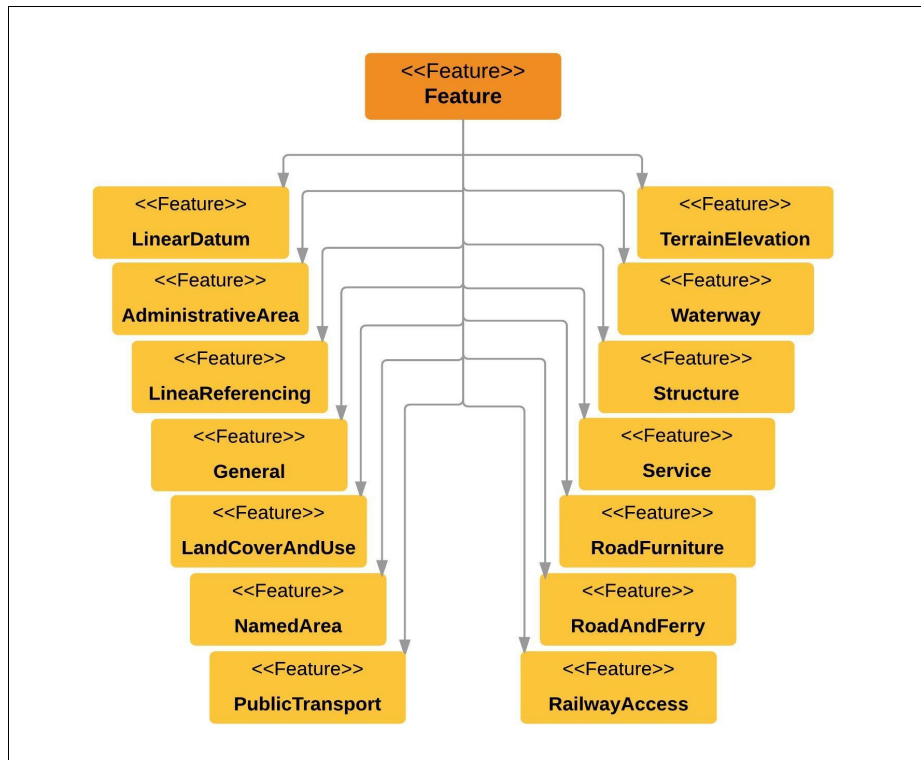 <<Feature>>
Feature
<<Feature>>
LinearDatum
<<Feature>>
TerrainElevation
<<Feature>>
AdministrativeArea
<<Feature>>
Waterway
<<Feature>>
LineaReferencing
<<Feature>>
Structure
<<Feature>>
General
<<Feature>>
Service
<<Feature>>
LandCoverAndUse
<<Feature>>
RoadFurniture
<<Feature>>
NamedArea
<<Feature>>
RoadAndFerry
<<Feature>>
PublicTransport
<<Feature>>
RailwayAccess